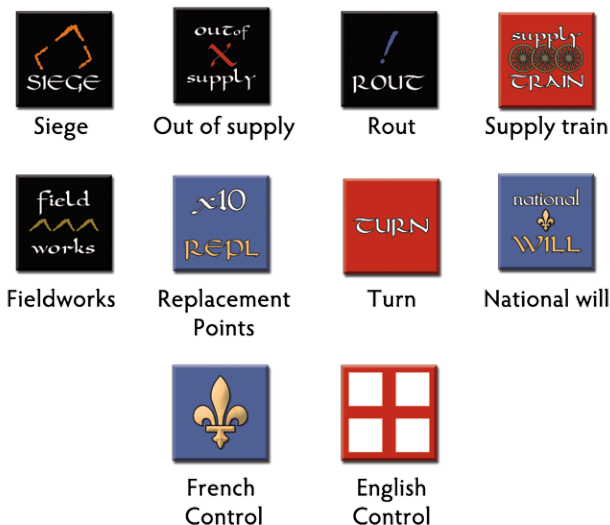 SIEGE
out of
X
supply
!
ROUT
supply
TRAIN
Siege
Out of supply
Rout
Supply train
field
works
x10
REPL
TURN
national
WILL
Fieldworks
Replacement
Points
Turn
National will
French
Control
English
Control